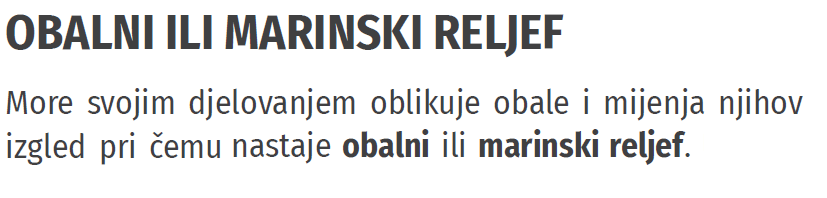 OBALNI ILI MARINSKI RELJEF
More svojim djelovanjem oblikuje obale i mijenja njihov
izgled pri čemu nastaje obalni ili marinski reljef.